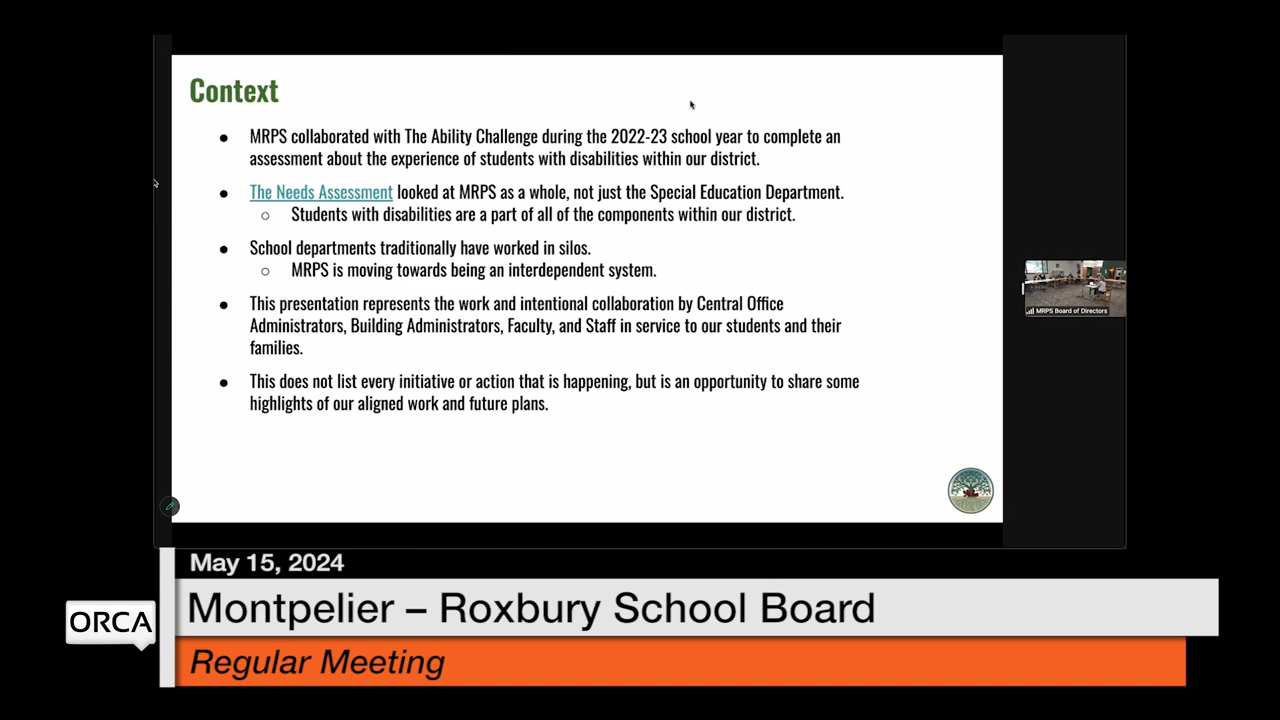 Context
● MRPS collaborated with The Ability Challenge during the 2022-23 school year to complete an
assessment about the experience of students with disabilities within our district.
● The Needs Assessment looked at MRPS as a whole, not just the Special Education Department.
○ Students with disabilities are a part of all of the components within our district.
● School departments traditionally have worked in silos.
○ MRPS is moving towards being an interdependent system.
● This presentation represents the work and intentional collaboration by Central Office
Administrators, Building Administrators, Faculty, and Staff in service to our students and their
families.
● This does not list every initiative or action that is happening, but is an opportunity to share some
highlights of our aligned work and future plans.
MRPS Board of Directors
May 15, 2024
Montpelier – Roxbury School Board
ORCA
Regular Meeting